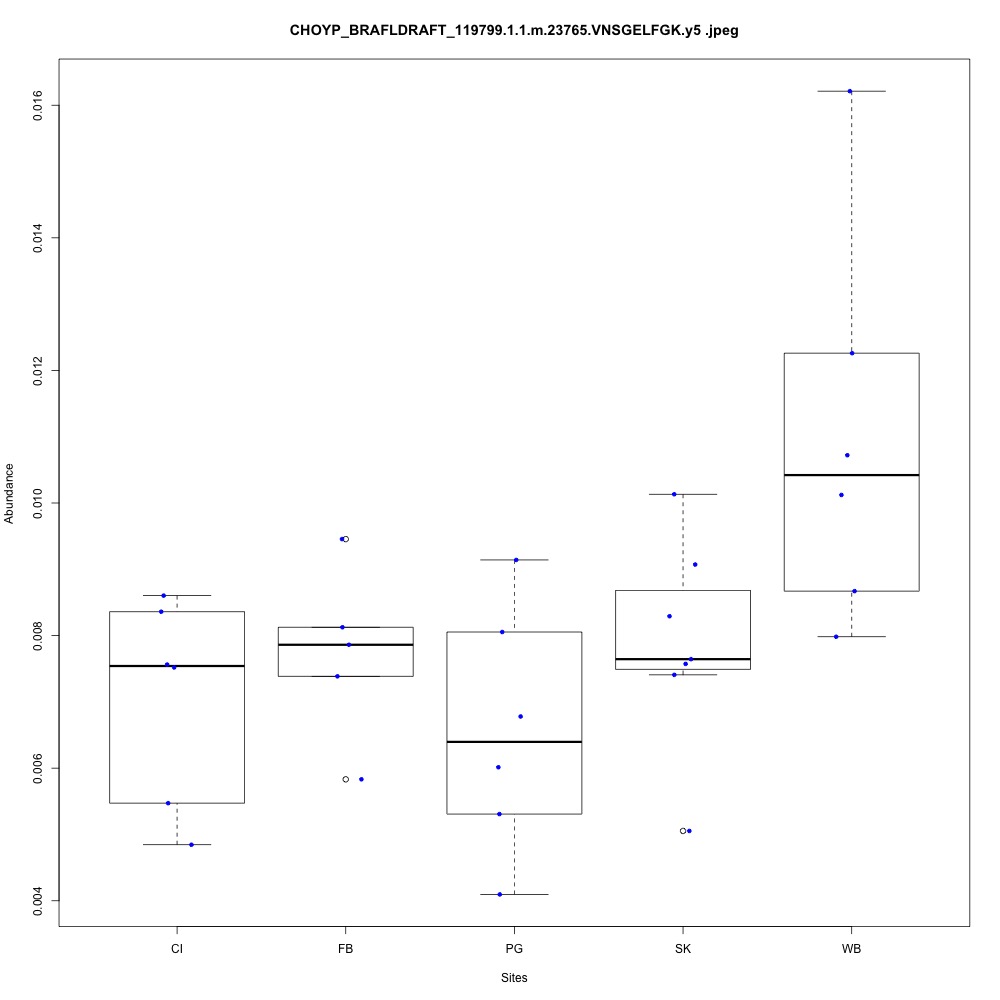 CHOYP_BRAFLDRAFT_119799.1.1.m.23765.VNSGELFGK.y5 .jpeg
Abundance
0.016
0.014
0.012
0.010
0.008
0.006
0.004
CI FB PG SK WB
Sites